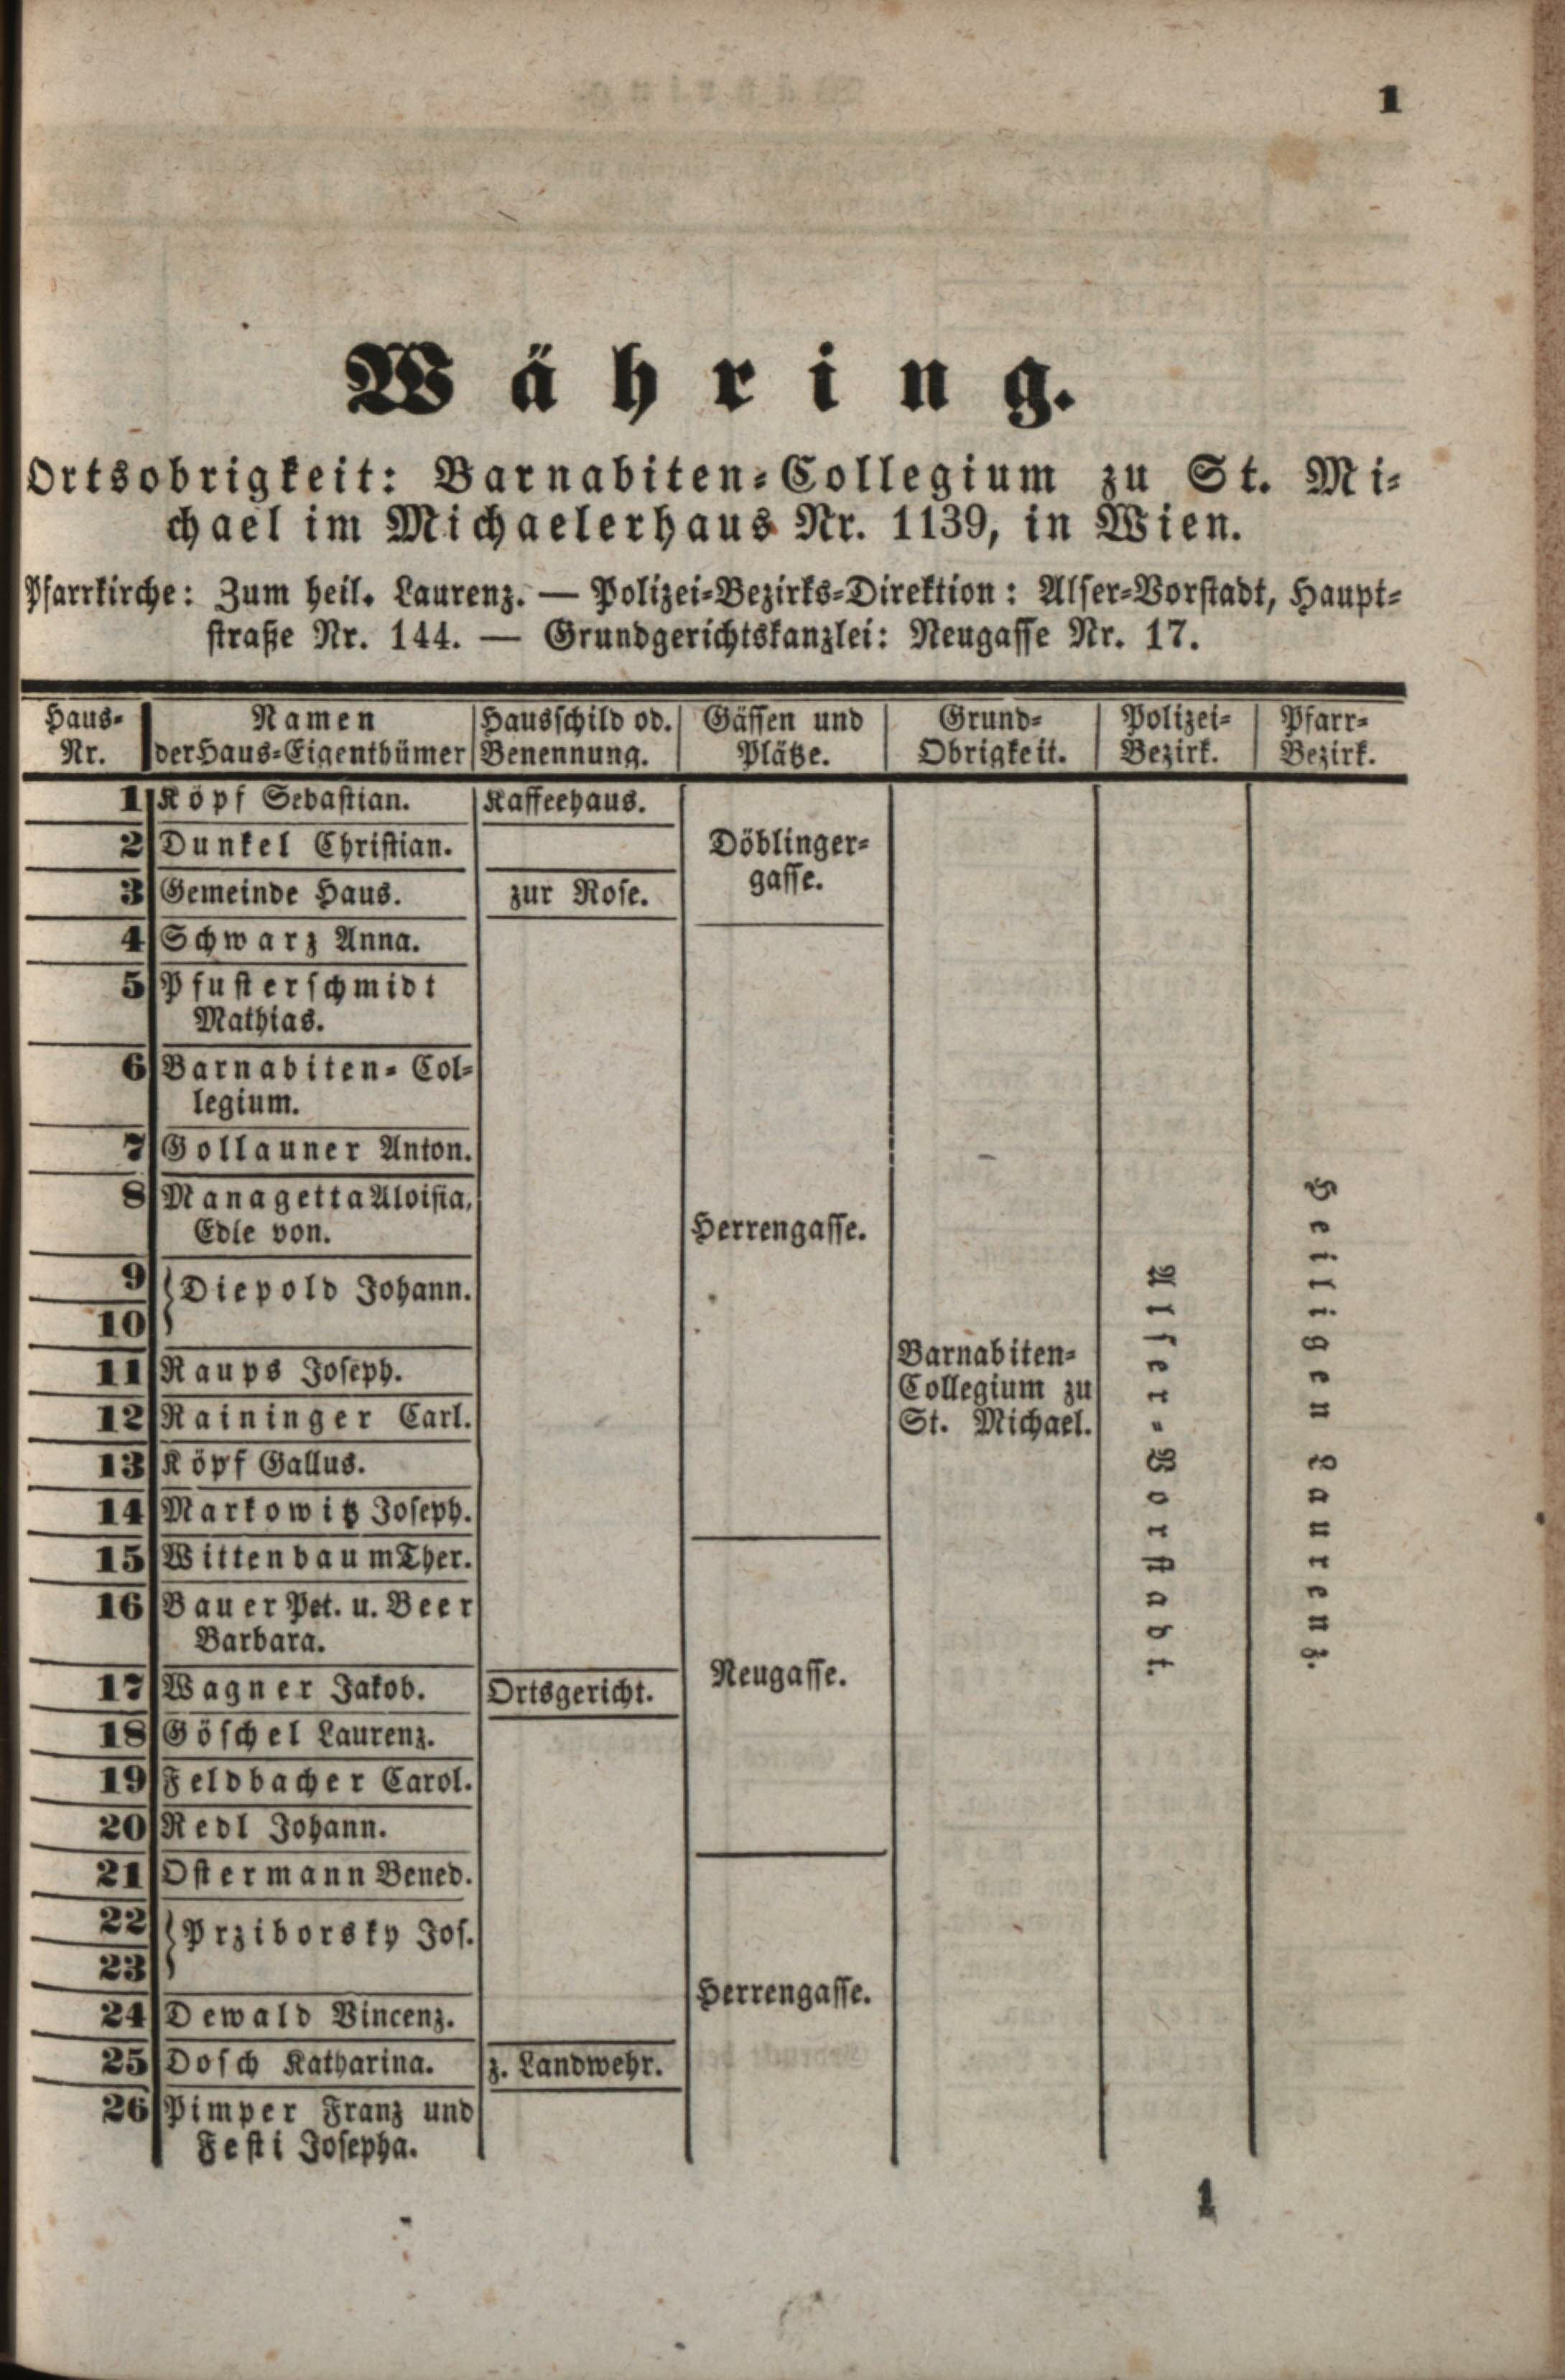 1
Währing.
Ortsobrigkeit: Barnabiten-Collegium zu St. Mi-
chael im Michaelerhaus Nr. 1139, in Wien.
Pfarrkirche: Zum heil. Laurenz. — Polizei-Bezirks-Direktion: Alser-Vorstadt, Haupt-
straße Nr. 144. — Grundgerichtskanzlei: Neugasse Nr. 17.
Haus- Namen Hausschild od. Gässen und Grund- Polizei- Pfarr-
Nr. der Haus-Eigenthümer Benennung. Plätze. Obrigkeit. Bezirk. Bezirk.
1 Köpf Sebastian. Kaffeehaus.
2 Dunkel Christian. Döblinger-
gasse.
3 Gemeinde Haus. zur Rose.
4 Schwarz Anna.
5 Pfusterschmidt
Mathias.
6 Barnabiten-Col-
legium.
7 Gollauner Anton.
8 Managetta Aloisia,
Edle von. Herrengasse.
9 Diepold Johann.
10
11 Raups Joseph. Barnabiten-
Collegium zu
12 Raininger Carl. St. Michael.
Alser-Vorstadt.
Heiligen Laurenz.
13 Köpf Gallus.
14 Markowitz Joseph.
15 Wittenbaum Ther.
16 Bauer Pet. u. Beer
Barbara.
17 Wagner Jakob. Ortsgericht. Neugasse.
18 Göschel Laurenz.
19 Feldbacher Carol.
20 Redl Johann.
21 Ostermann Bened.
22 Prziborsky Jos.
23
24 Dewald Vincenz. Herrengasse.
25 Dosch Katharina. z. Landwehr.
26 Pimper Franz und
Festi Josepha.
1